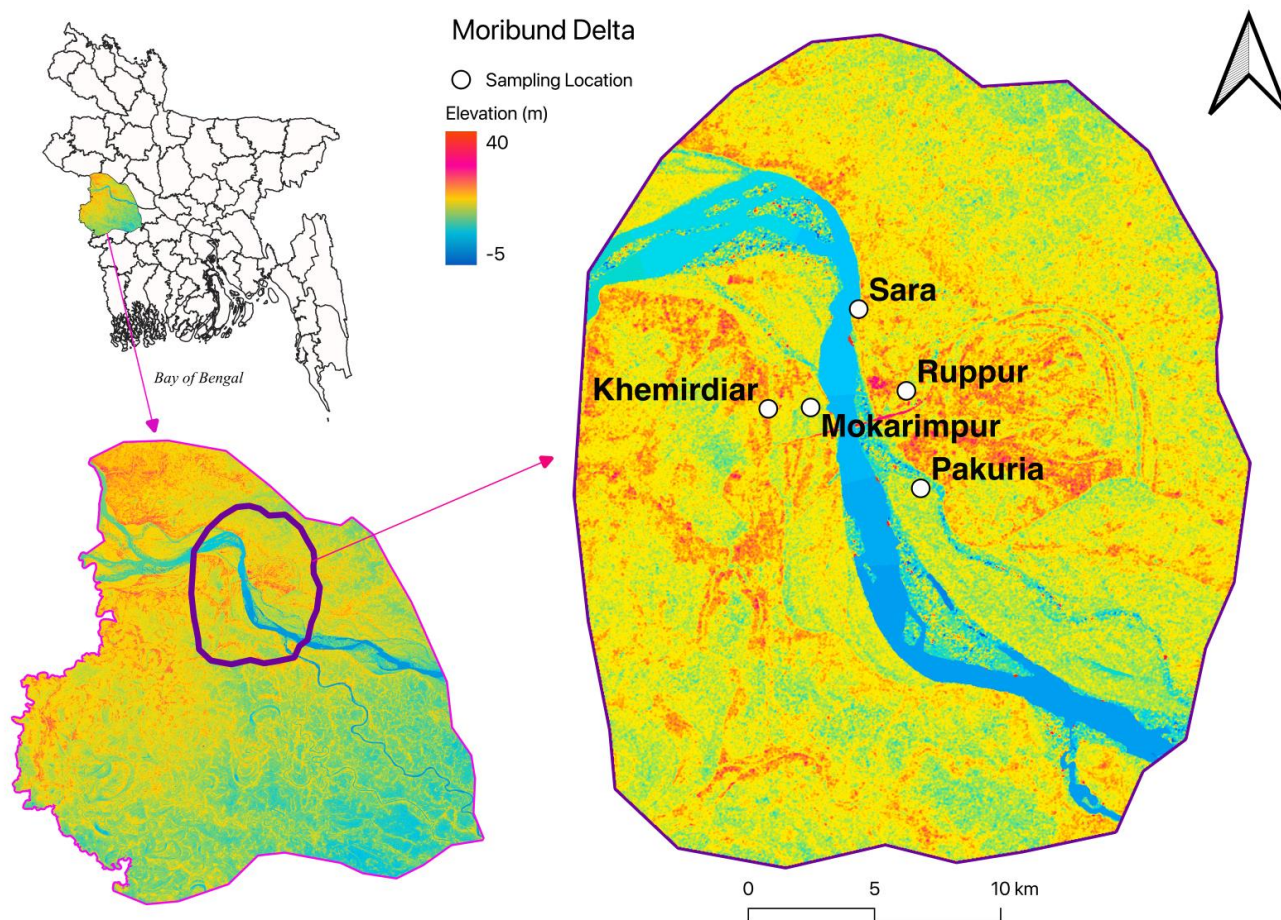 Moribund Delta
Sampling Location
Elevation (m)
40
-5
Bay of Bengal
Sara
Ruppur
Khemirdiar
Mokarimpur
Pakuria
0 5 10 km